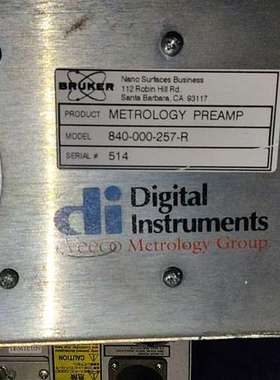 BRUKER
Nano Surfaces Business
112 Robin Hill Rd.
Santa Barbara, CA. 93117
PRODUCT METROLOGY PREAMP
MODEL 840-000-257-R
SERIAL # 514
di Digital
Instruments
Veeco Metrology Group
CAUTION